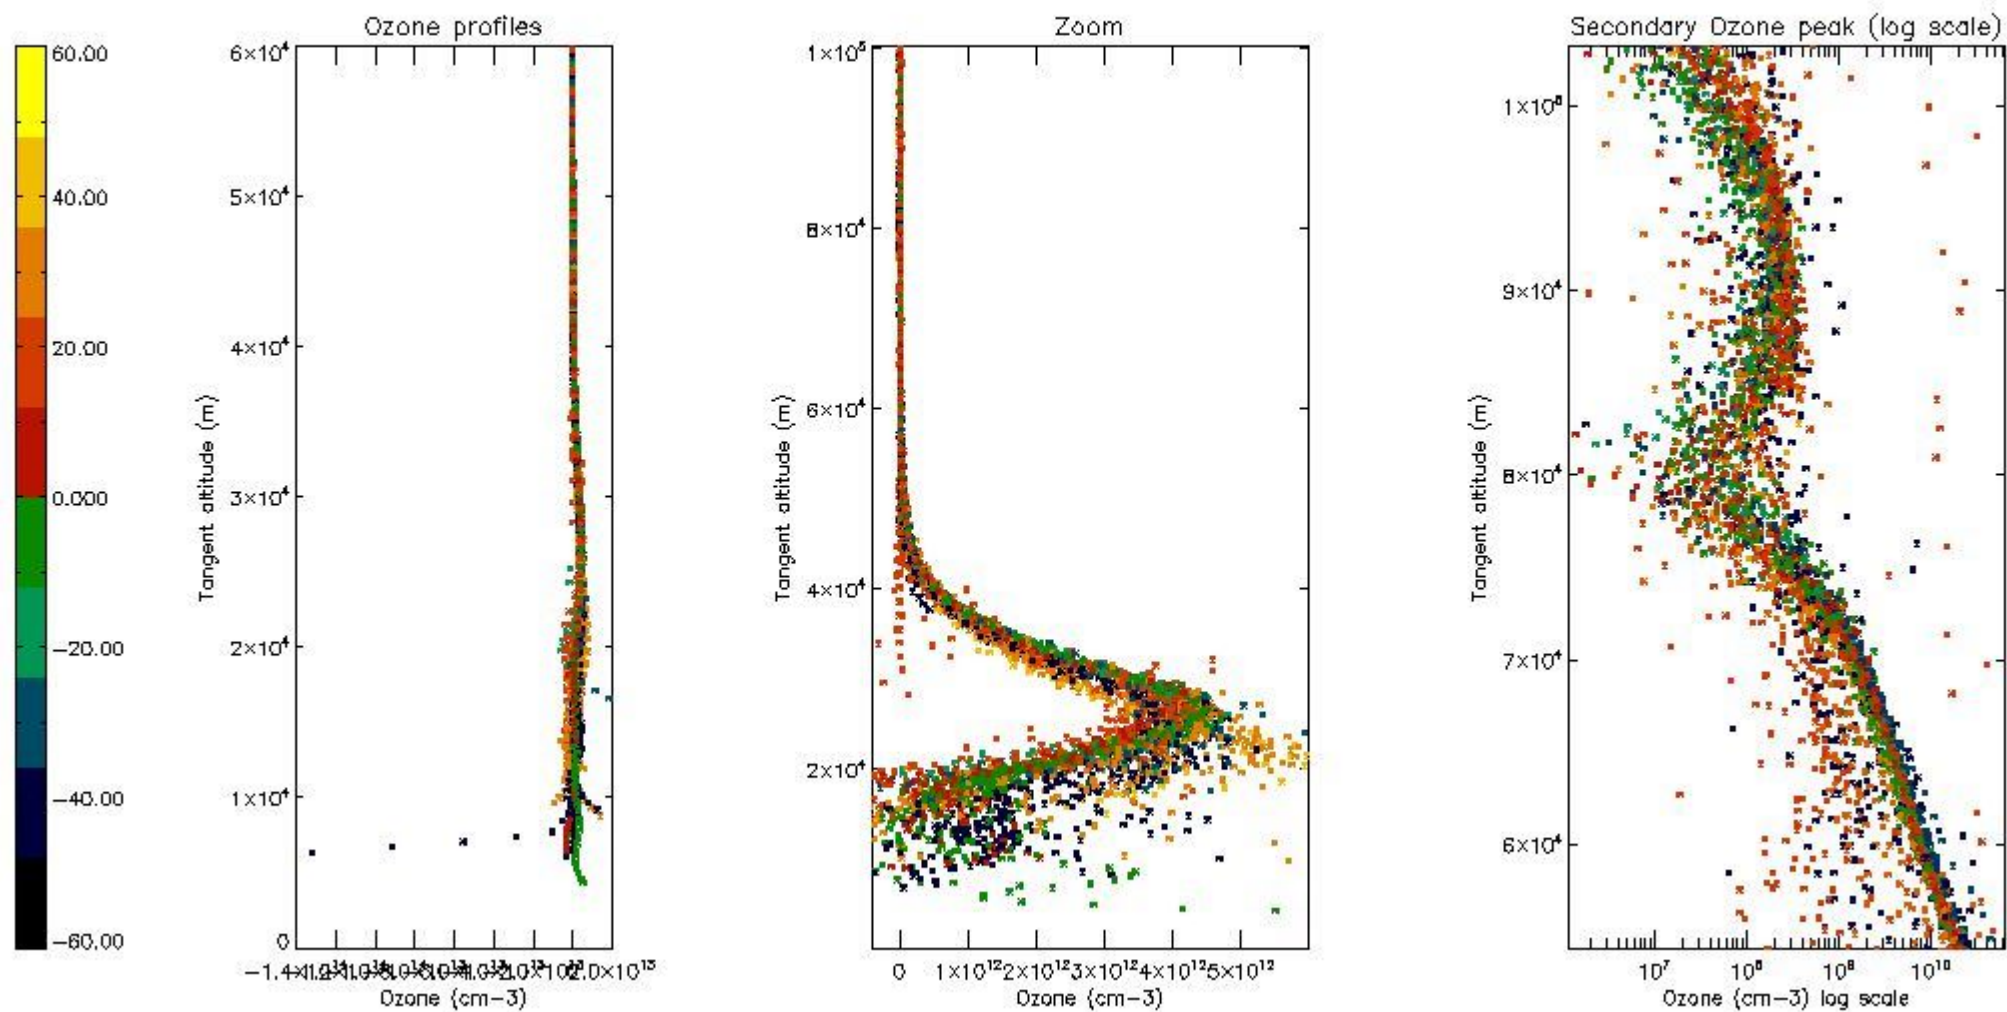 Ozone profiles
Zoom
Secondary Ozone peak (log scale)
60.00
40.00
20.00
0.000
−20.00
−40.00
−60.00
6×10⁴
5×10⁴
4×10⁴
3×10⁴
2×10⁴
1×10⁴
0
Tangent altitude (m)
2.0×10¹³
Ozone (cm−3)
1×10⁵
8×10⁴
6×10⁴
4×10⁴
2×10⁴
Tangent altitude (m)
0 1×10¹² 2×10¹² 3×10¹² 4×10¹² 5×10¹²
Ozone (cm−3)
9×10⁴
8×10⁴
7×10⁴
6×10⁴
Tangent altitude (m)
10⁷ 10⁸ 10⁹ 10¹⁰
Ozone (cm−3) log scale